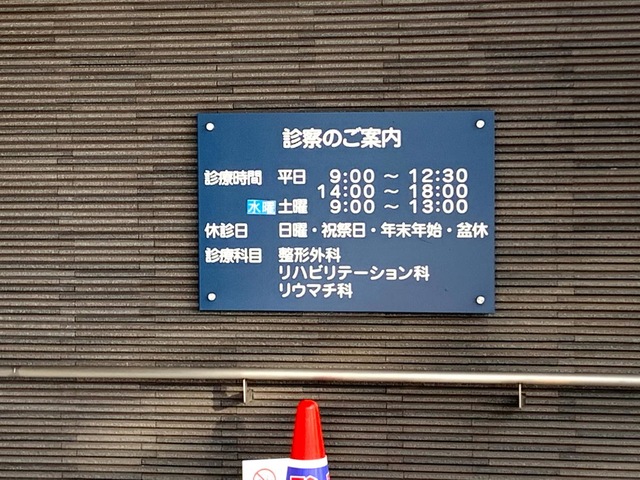 診察のご案内
診療時間 平日 9:00 ～ 12:30
14:00 ～ 18:00
水曜 土曜 9:00 ～ 13:00
休診日 日曜・祝祭日・年末年始・盆休
診療科目 整形外科
リハビリテーション科
リウマチ科